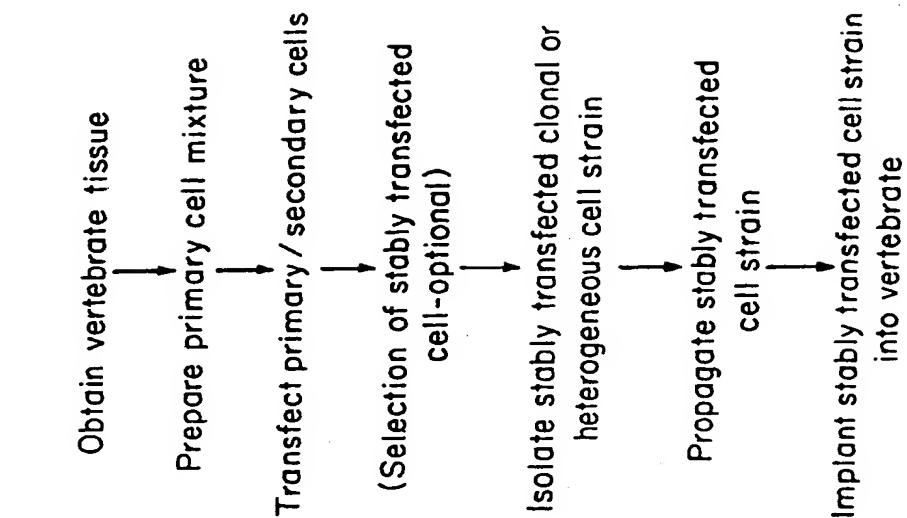 Obtain vertebrate tissue
Prepare primary cell mixture
Transfect primary/secondary cells
(Selection of stably transfected
cell-optional)
Isolate stably transfected clonal or
heterogeneous cell strain
Propagate stably transfected
cell strain
Implant stably transfected cell strain
into vertebrate